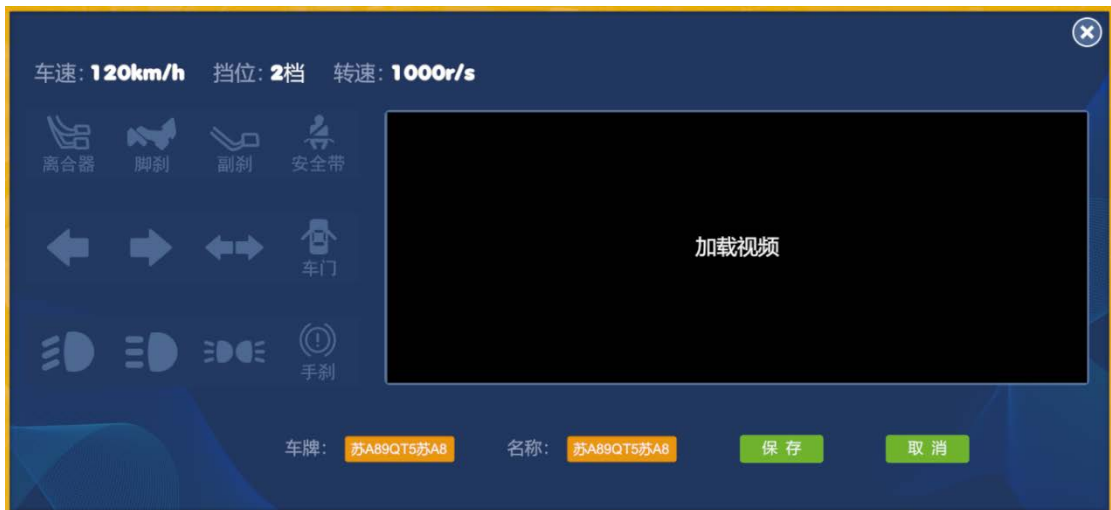 车速: 120km/h 挡位: 2档 转速: 1000r/s
离合器 脚刹 副刹 安全带
加载视频
车门
手刹
车牌: 苏A89QT5苏A8 名称: 苏A89QT5苏A8 保 存 取 消